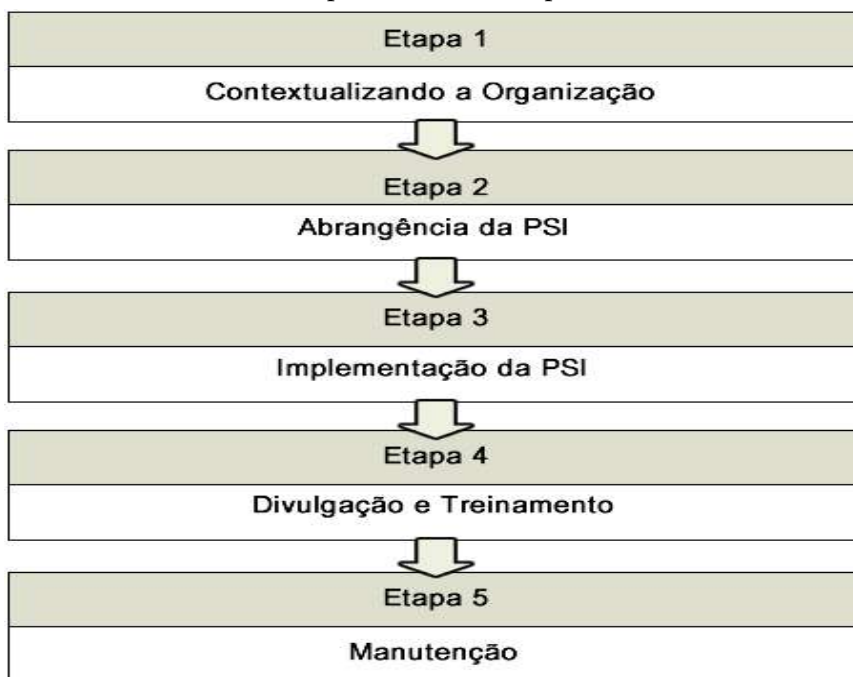 Etapa 1
Contextualizando a Organização
Etapa 2
Abrangência da PSI
Etapa 3
Implementação da PSI
Etapa 4
Divulgação e Treinamento
Etapa 5
Manutenção